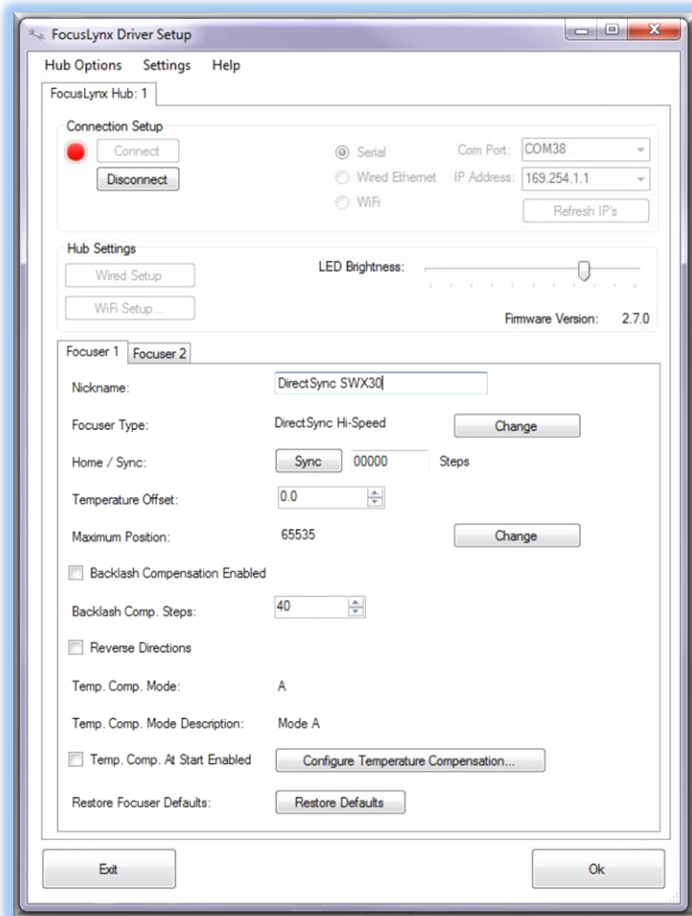 FocusLynx Driver Setup
Hub Options Settings Help
FocusLynx Hub: 1
Connection Setup
Connect
Disconnect
Serial
Wired Ethernet
WiFi
Com Port: COM38
IP Address: 169.254.1.1
Refresh IP's
Hub Settings
Wired Setup
WiFi Setup...
LED Brightness:
Firmware Version: 2.7.0
Focuser 1 Focuser 2
Nickname: DirectSync SWX30
Focuser Type: DirectSync Hi-Speed Change
Home / Sync: Sync 00000 Steps
Temperature Offset: 0.0
Maximum Position: 65535 Change
Backlash Compensation Enabled
Backlash Comp. Steps: 40
Reverse Directions
Temp. Comp. Mode: A
Temp. Comp. Mode Description: Mode A
Temp. Comp. At Start Enabled Configure Temperature Compensation...
Restore Focuser Defaults: Restore Defaults
Exit Ok